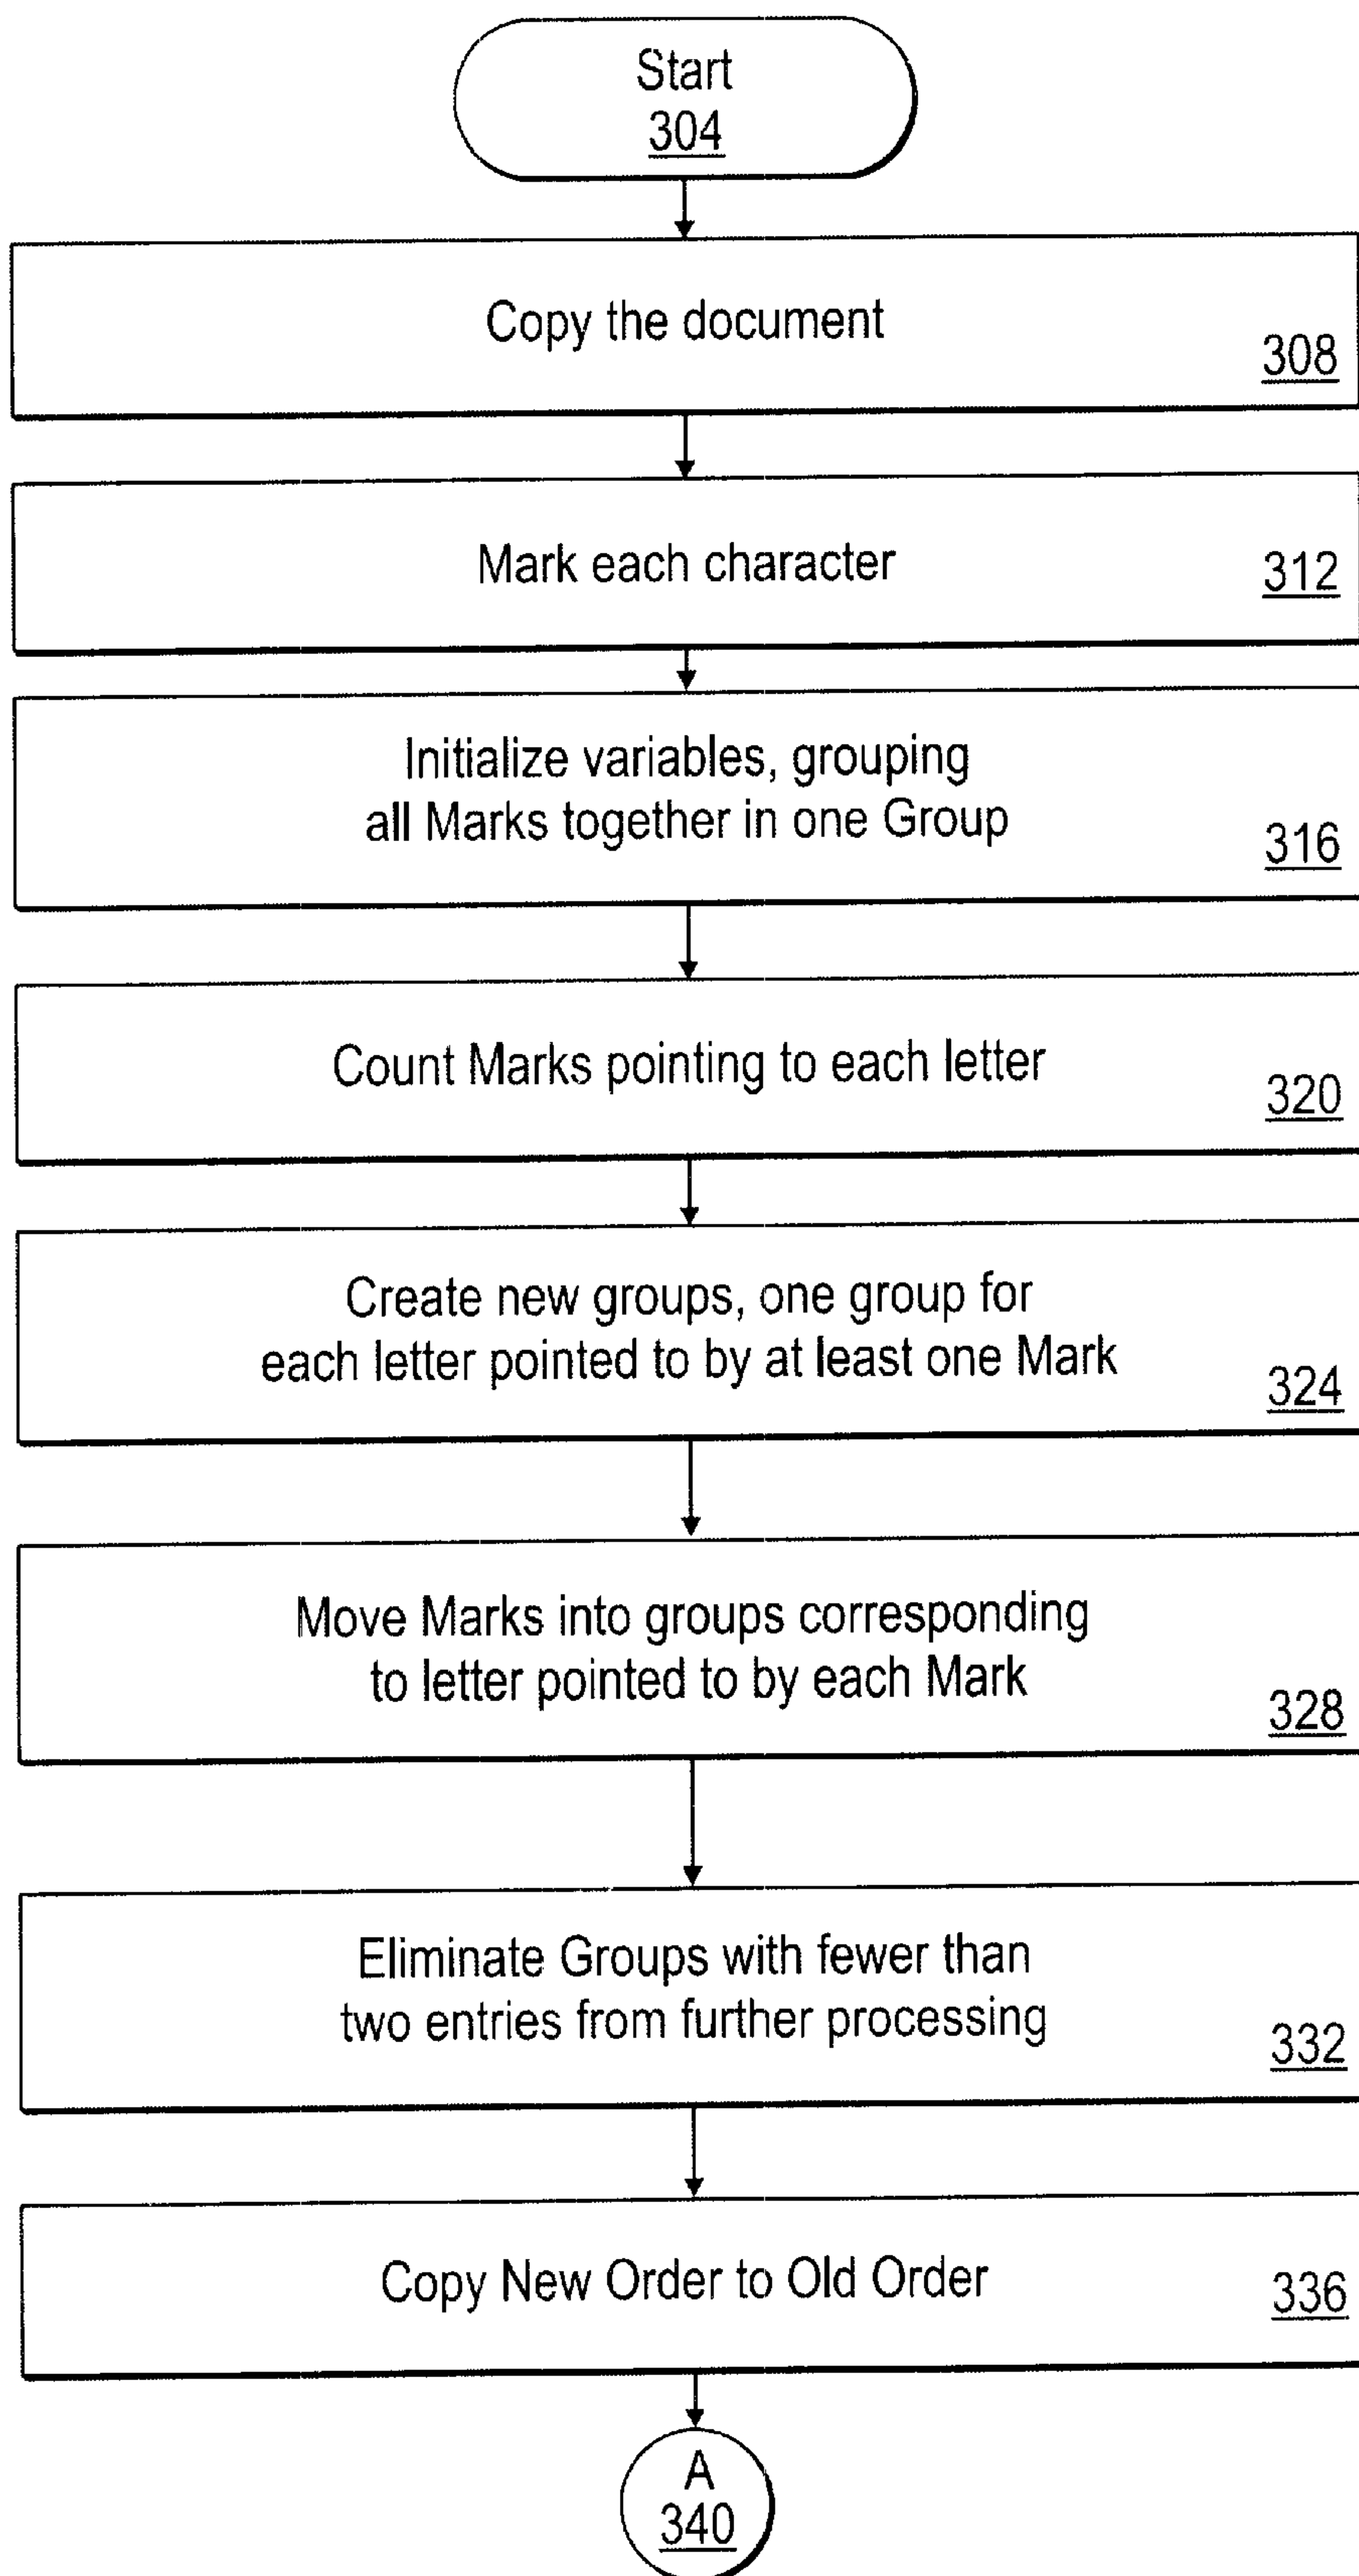 Start
304
Copy the document
308
Mark each character
312
Initialize variables, grouping
all Marks together in one Group
316
Count Marks pointing to each letter
320
Create new groups, one group for
each letter pointed to by at least one Mark
324
Move Marks into groups corresponding
to letter pointed to by each Mark
328
Eliminate Groups with fewer than
two entries from further processing
332
Copy New Order to Old Order
336
A
340